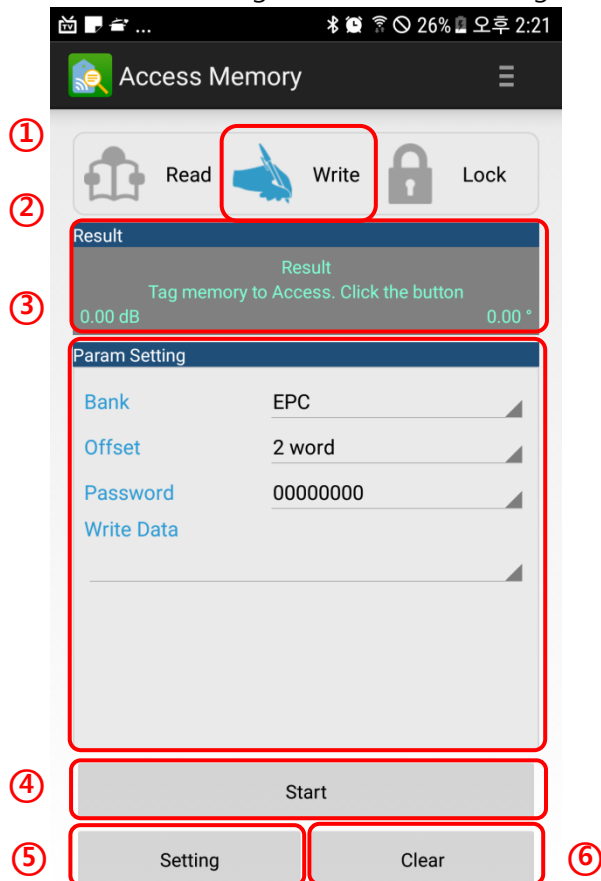 ... 26% 오후 2:21
Access Memory
①
Read Write Lock
②
Result
Result
③
Tag memory to Access. Click the button
0.00 dB 0.00 °
Param Setting
Bank EPC
Offset 2 word
Password 00000000
Write Data
④ Start
⑤ Setting Clear ⑥